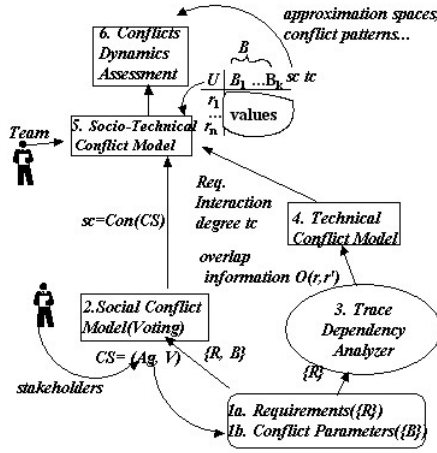 approximation spaces,
conflict patterns...
6. Conflicts
Dynamics
Assessment
B
U B1 ...Bk sc tc
r1
...
rn
values
Team
5. Socio-Technical
Conflict Model
Req.
Interaction
degree tc
sc=Con(CS)
4. Technical
Conflict Model
overlap
information O(r,r')
2.Social Conflict
Model(Voting)
3. Trace
Dependency
Analyzer
CS= (Ag, V)
{R, B}
{R}
stakeholders
1a. Requirements({R})
1b. Conflict Parameters({B})